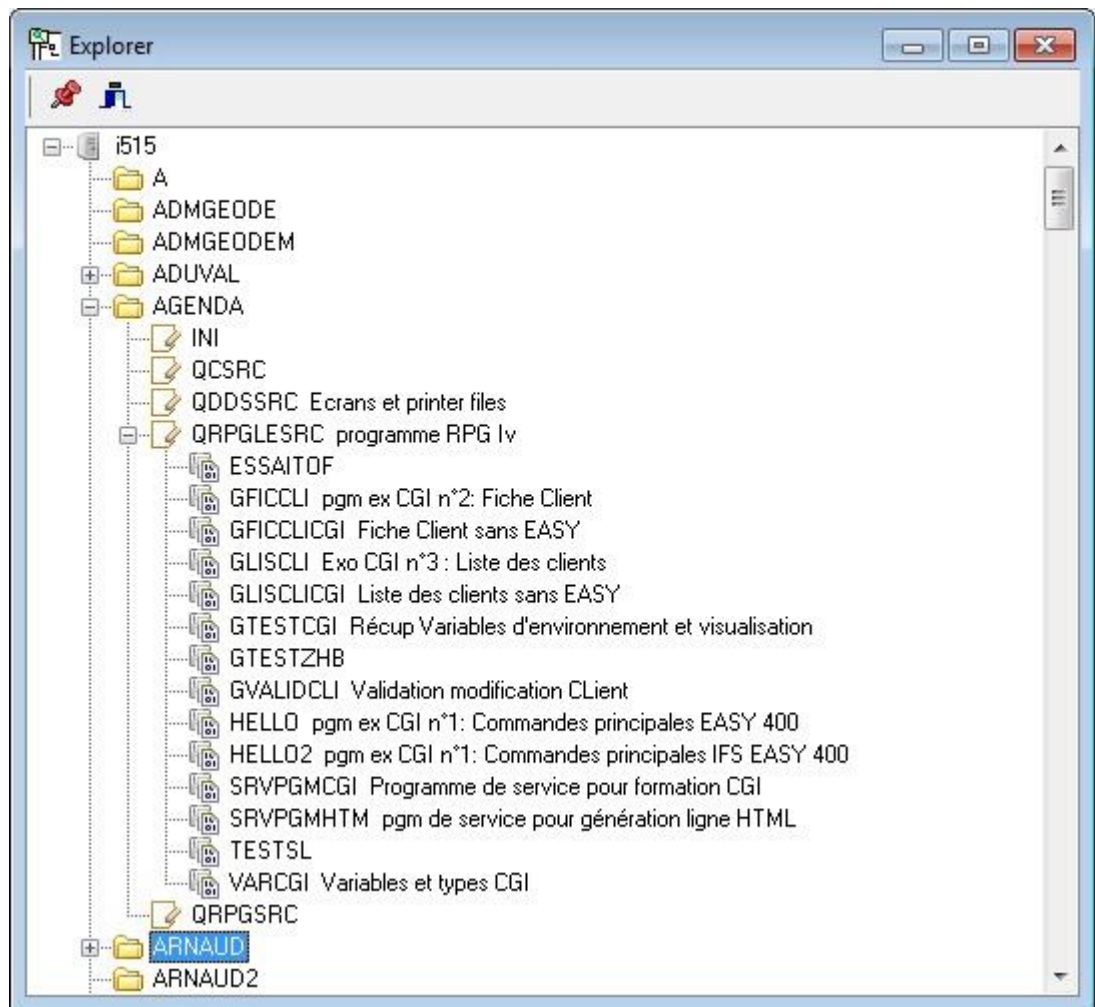 Explorer
i515
A
ADMGEODE
ADMGEODEM
ADUVAL
AGENDA
INI
QCSRC
QDDSSRC Ecrans et printer files
QRPGLESRC programme RPG Iv
ESSAITOF
GFICCLI pgm ex CGI n°2: Fiche Client
GFICCLICGI Fiche Client sans EASY
GLISCLI Exo CGI n°3 : Liste des clients
GLISCLICGI Liste des clients sans EASY
GTESTCGI Récup Variables d'environnement et visualisation
GTESTZHB
GVALIDCLI Validation modification CLient
HELLO pgm ex CGI n°1: Commandes principales EASY 400
HELLO2 pgm ex CGI n°1: Commandes principales IFS EASY 400
SRVPGMCGI Programme de service pour formation CGI
SRVPGMHTM pgm de service pour génération ligne HTML
TESTSL
VARCGI Variables et types CGI
QRPGSRC
ARNAUD
ARNAUD2